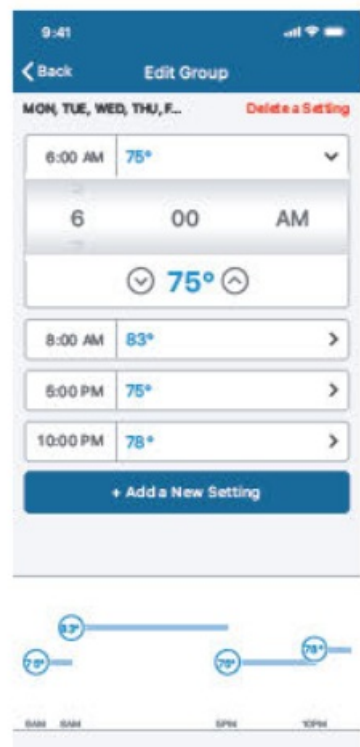 9:41
Back Edit Group
MON, TUE, WED, THU, F... Delete a Setting
6:00 AM 75°
6 00 AM
75°
8:00 AM 83°
5:00 PM 75°
10:00 PM 78°
+ Add a New Setting
83°
75° 75° 78°
6AM 8AM 5PM 10PM